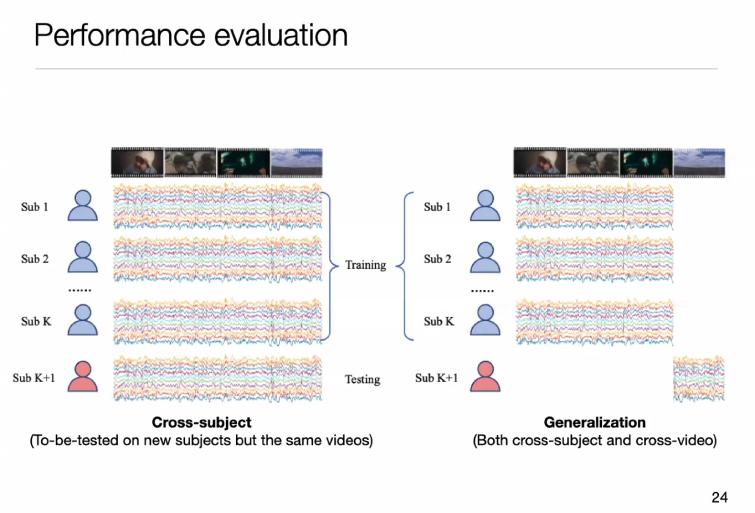 Performance evaluation
Sub 1
Sub 2
......
Sub K
Sub K+1
Training
Testing
Sub 1
Sub 2
......
Sub K
Sub K+1
Cross-subject
(To-be-tested on new subjects but the same videos)
Generalization
(Both cross-subject and cross-video)
24